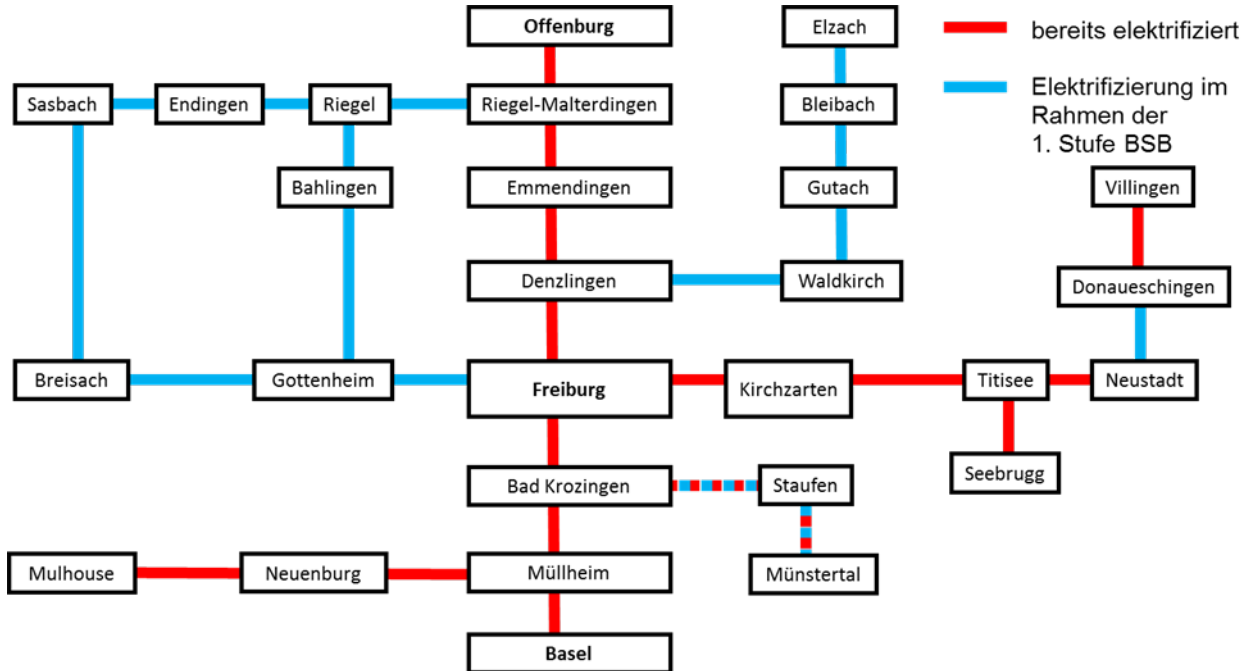 Offenburg
Elzach
bereits elektrifiziert
Sasbach
Endingen
Riegel
Riegel-Malterdingen
Bleibach
Elektrifizierung im
Rahmen der
1. Stufe BSB
Bahlingen
Emmendingen
Gutach
Villingen
Denzlingen
Waldkirch
Donaueschingen
Breisach
Gottenheim
Freiburg
Kirchzarten
Titisee
Neustadt
Bad Krozingen
Staufen
Seebrugg
Mulhouse
Neuenburg
Müllheim
Münstertal
Basel